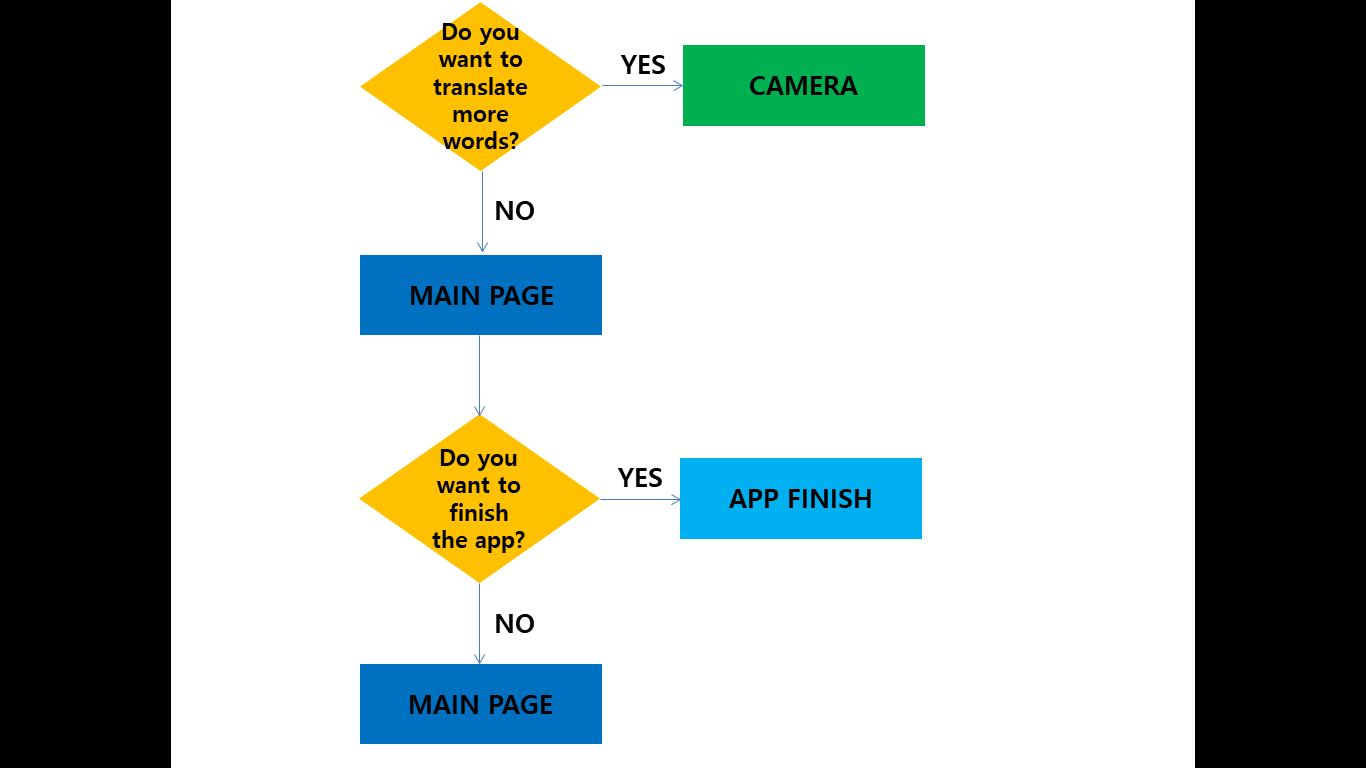 Do you
want to
translate
more
words?
YES
CAMERA
NO
MAIN PAGE
Do you
want to
finish
the app?
YES
APP FINISH
NO
MAIN PAGE